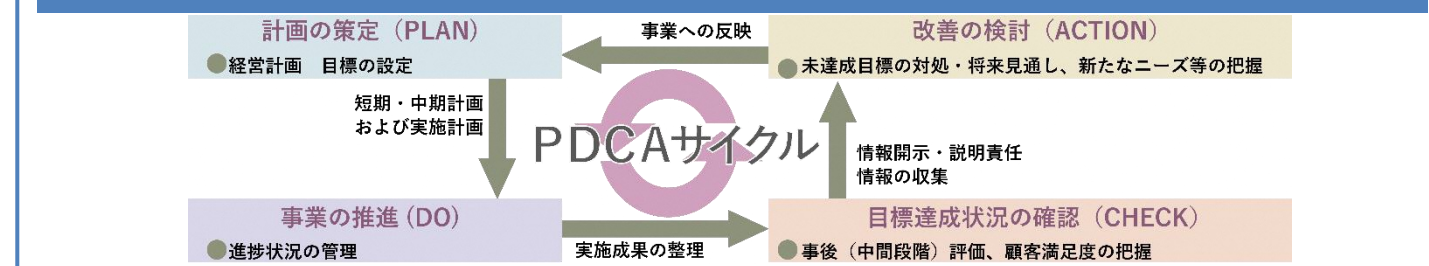 計画の策定（PLAN）
●経営計画　目標の設定
事業への反映
改善の検討（ACTION）
●未達成目標の対処・将来見通し、新たなニーズ等の把握
短期・中期計画
および実施計画
PDCAサイクル
情報開示・説明責任
情報の収集
事業の推進 (DO)
●進捗状況の管理
実施成果の整理
目標達成状況の確認（CHECK）
●事後（中間段階）評価、顧客満足度の把握